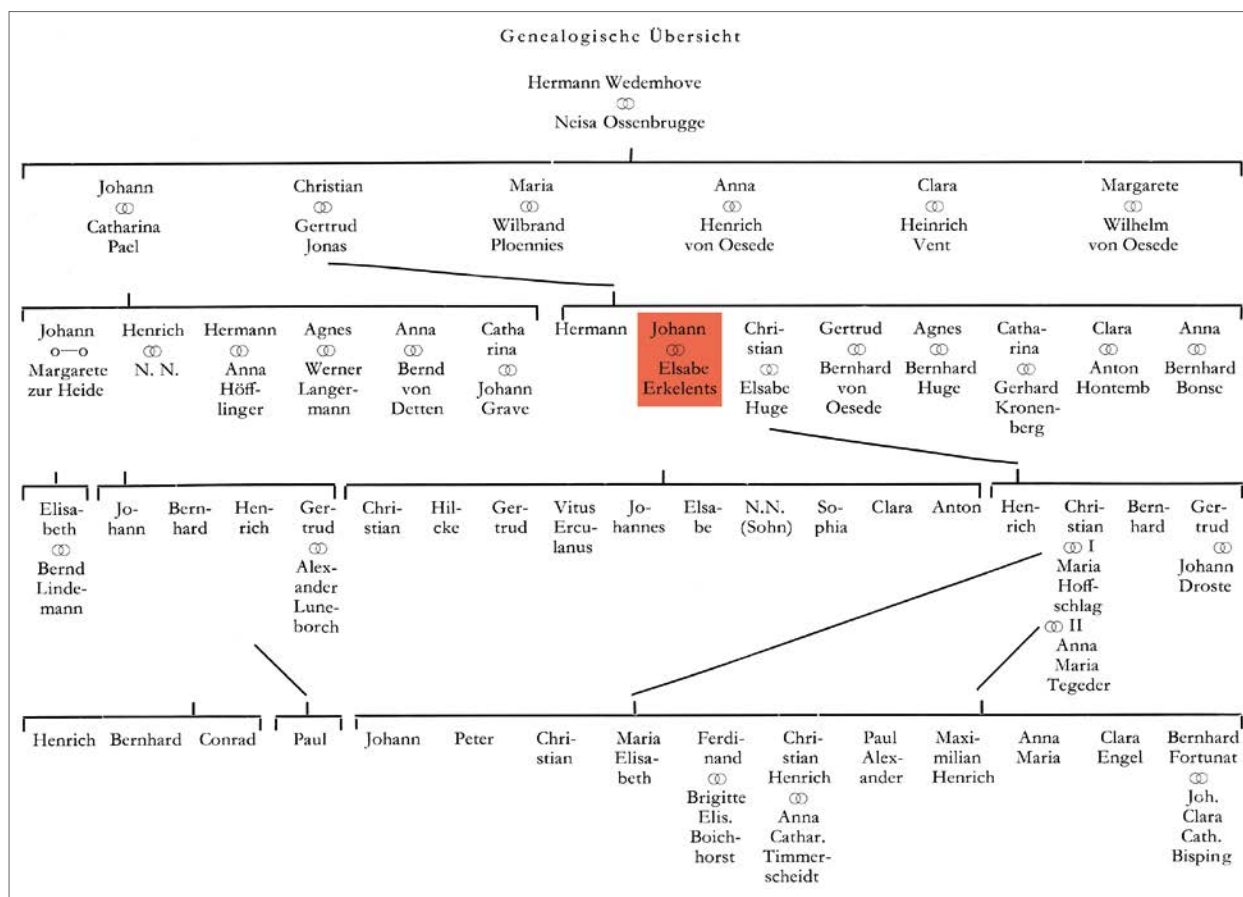 Genealogische Übersicht
Hermann Wedemhove
⚭
Neisa Ossenbrugge
Johann
⚭
Catharina
Pael
Christian
⚭
Gertrud
Jonas
Maria
⚭
Wilbrand
Ploennies
Anna
⚭
Henrich
von Oesede
Clara
⚭
Heinrich
Vent
Margarete
⚭
Wilhelm
von Oesede
Johann
o—o
Margarete
zur Heide
Henrich
⚭
N. N.
Hermann
⚭
Anna
Höff-
linger
Agnes
⚭
Werner
Langer-
mann
Anna
⚭
Bernd
von
Detten
Catha
rina
⚭
Johann
Grave
Hermann
Johann
⚭
Elsabe
Erkelents
Chri-
stian
⚭
Elsabe
Huge
Gertrud
⚭
Bernhard
von
Oesede
Agnes
⚭
Bernhard
Huge
Catha-
rina
⚭
Gerhard
Kronen-
berg
Clara
⚭
Anton
Hontemb
Anna
⚭
Bernhard
Bonse
Elisa-
beth
⚭
Bernd
Linde-
mann
Jo-
hann
Bern-
hard
Hen-
rich
Ger-
trud
⚭
Alex-
ander
Lune-
borch
Chri-
stian
Hil-
cke
Ger-
trud
Vitus
Ercu-
lanus
Jo-
hannes
Elsa-
be
N.N.
(Sohn)
So-
phia
Clara
Anton
Hen-
rich
Chri-
stian
⚭ I
Maria
Hoff-
schlag
⚭ II
Anna
Maria
Tegeder
Bern-
hard
Ger-
trud
⚭
Johann
Droste
Henrich
Bernhard
Conrad
Paul
Johann
Peter
Chri-
stian
Maria
Elisa-
beth
Ferdi-
nand
⚭
Brigitte
Elis.
Boich-
horst
Chri-
stian
Henrich
⚭
Anna
Cathar.
Timmer-
scheidt
Paul
Alex-
ander
Maxi-
milian
Henrich
Anna
Maria
Clara
Engel
Bernhard
Fortunat
⚭
Joh.
Clara
Cath.
Bisping